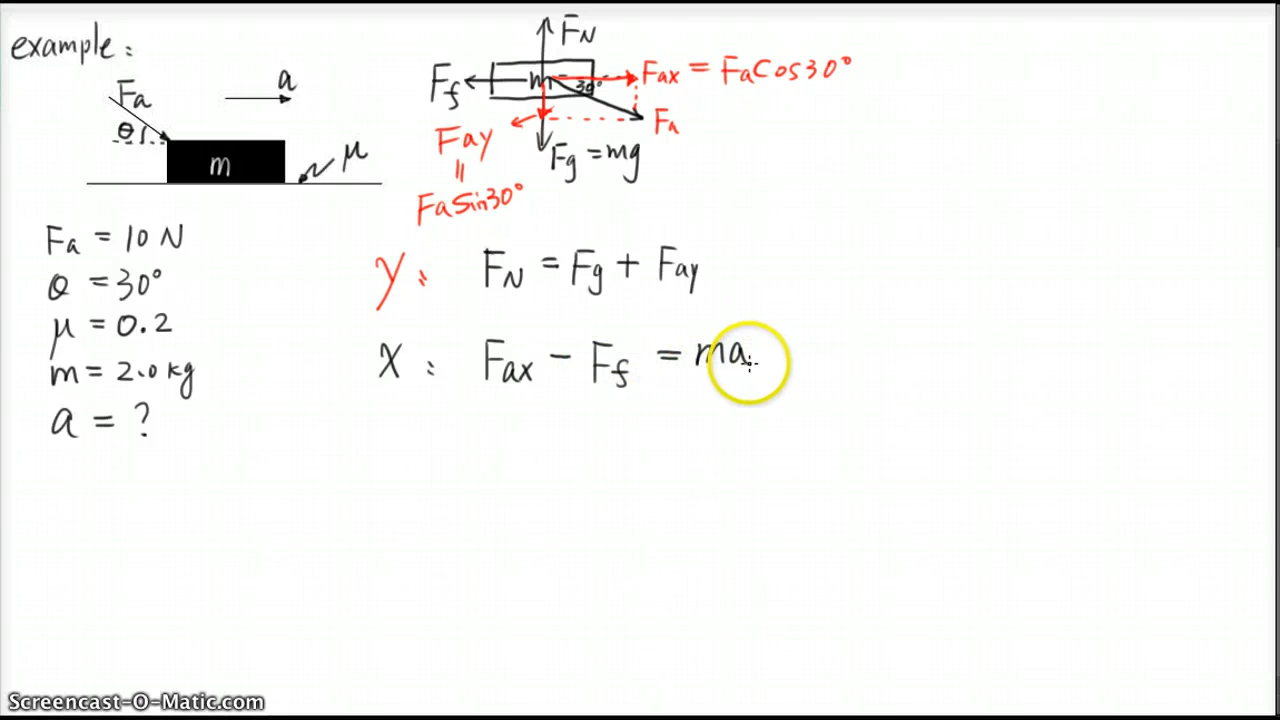 example:
Fa
a
θ
m
μ
FN
Ff
m
30°
Fax = FaCos30°
Fa
Fay
=
FaSin30°
Fg = mg
Fa = 10 N
θ = 30°
μ = 0.2
m = 2.0 kg
a = ?
y: FN = Fg + Fay
x: Fax - Ff = ma
Screencast-O-Matic.com